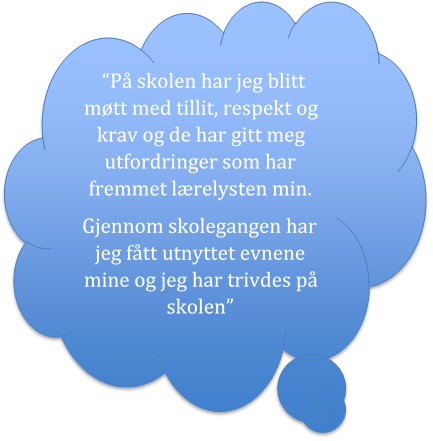 “På skolen har jeg blitt
møtt med tillit, respekt og
krav og de har gitt meg
utfordringer som har
fremmet lærelysten min.
Gjennom skolegangen har
jeg fått utnyttet evnene
mine og jeg har trivdes på
skolen”